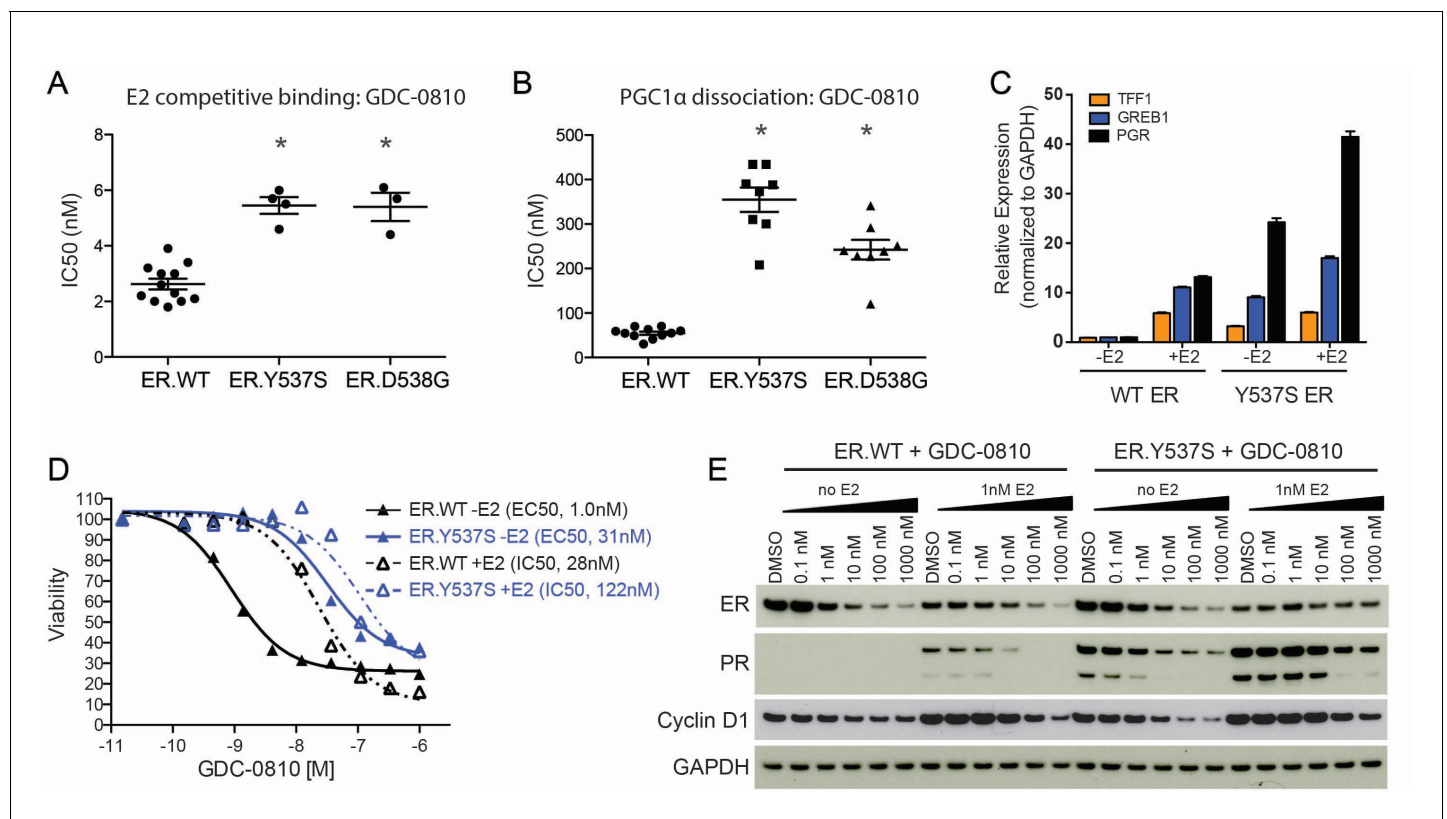 A
E2 competitive binding: GDC-0810
IC50 (nM)
8
6
4
2
0
*
*
ER.WT ER.Y537S ER.D538G
B
PGC1α dissociation: GDC-0810
IC50 (nM)
500
400
300
200
100
0
*
*
ER.WT ER.Y537S ER.D538G
C
Relative Expression
(normalized to GAPDH)
50
40
30
20
10
0
TFF1
GREB1
PGR
-E2 +E2 -E2 +E2
WT ER Y537S ER
D
Viability
110
100
90
80
70
60
50
40
30
20
10
0
-11 -10 -9 -8 -7 -6
GDC-0810 [M]
ER.WT -E2 (EC50, 1.0nM)
ER.Y537S -E2 (EC50, 31nM)
ER.WT +E2 (IC50, 28nM)
ER.Y537S +E2 (IC50, 122nM)
E
ER.WT + GDC-0810 ER.Y537S + GDC-0810
no E2 1nM E2 no E2 1nM E2
DMSO 0.1 nM 1 nM 10 nM 100 nM 1000 nM DMSO 0.1 nM 1 nM 10 nM 100 nM 1000 nM DMSO 0.1 nM 1 nM 10 nM 100 nM 1000 nM DMSO 0.1 nM 1 nM 10 nM 100 nM 1000 nM
ER
PR
Cyclin D1
GAPDH